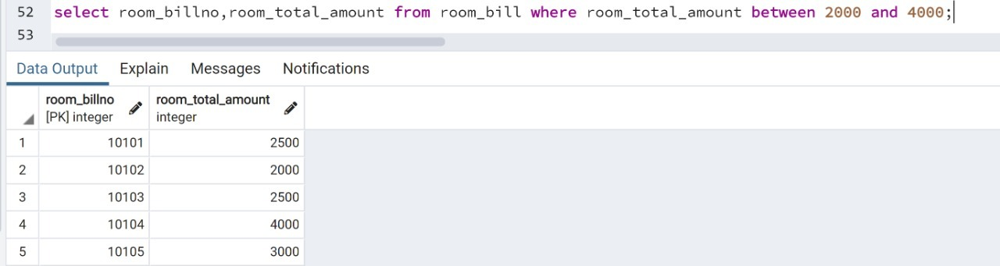 52 select room_billno,room_total_amount from room_bill where room_total_amount between 2000 and 4000;
53
Data Output Explain Messages Notifications
room_billno room_total_amount
[PK] integer integer
1 10101 2500
2 10102 2000
3 10103 2500
4 10104 4000
5 10105 3000